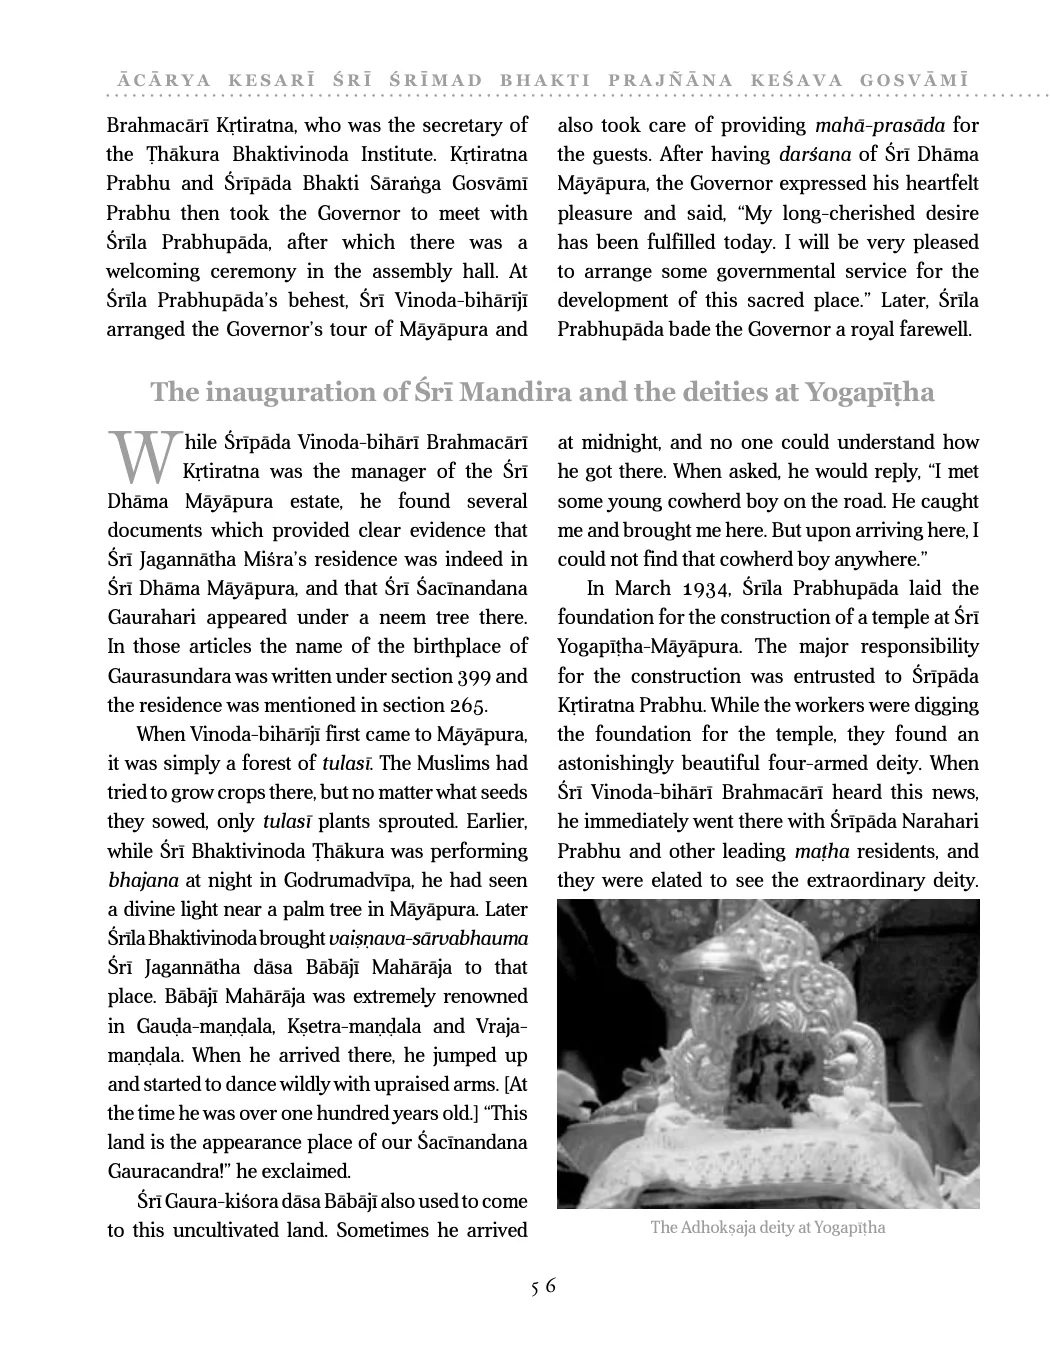 ĀCĀRYA KESARĪ ŚRĪ ŚRĪMAD BHAKTI PRAJÑĀNA KEŚAVA GOSVĀMĪ
Brahmacārī Kṛtiratna, who was the secretary of
the Ṭhākura Bhaktivinoda Institute. Kṛtiratna
Prabhu and Śrīpāda Bhakti Sāraṅga Gosvāmī
Prabhu then took the Governor to meet with
Śrīla Prabhupāda, after which there was a
welcoming ceremony in the assembly hall. At
Śrīla Prabhupāda’s behest, Śrī Vinoda-bihārījī
arranged the Governor’s tour of Māyāpura and
also took care of providing mahā-prasāda for
the guests. After having darśana of Śrī Dhāma
Māyāpura, the Governor expressed his heartfelt
pleasure and said, “My long-cherished desire
has been fulfilled today. I will be very pleased
to arrange some governmental service for the
development of this sacred place.” Later, Śrīla
Prabhupāda bade the Governor a royal farewell.
The inauguration of Śrī Mandira and the deities at Yogapīṭha
While Śrīpāda Vinoda-bihārī Brahmacārī
Kṛtiratna was the manager of the Śrī
Dhāma Māyāpura estate, he found several
documents which provided clear evidence that
Śrī Jagannātha Miśra’s residence was indeed in
Śrī Dhāma Māyāpura, and that Śrī Śacīnandana
Gaurahari appeared under a neem tree there.
In those articles the name of the birthplace of
Gaurasundara was written under section 399 and
the residence was mentioned in section 265.
When Vinoda-bihārījī first came to Māyāpura,
it was simply a forest of tulasī. The Muslims had
tried to grow crops there, but no matter what seeds
they sowed, only tulasī plants sprouted. Earlier,
while Śrī Bhaktivinoda Ṭhākura was performing
bhajana at night in Godrumadvīpa, he had seen
a divine light near a palm tree in Māyāpura. Later
Śrīla Bhaktivinoda brought vaiṣṇava-sārvabhauma
Śrī Jagannātha dāsa Bābājī Mahārāja to that
place. Bābājī Mahārāja was extremely renowned
in Gauḍa-maṇḍala, Kṣetra-maṇḍala and Vraja-
maṇḍala. When he arrived there, he jumped up
and started to dance wildly with upraised arms. [At
the time he was over one hundred years old.] “This
land is the appearance place of our Śacīnandana
Gauracandra!” he exclaimed.
Śrī Gaura-kiśora dāsa Bābājī also used to come
to this uncultivated land. Sometimes he arrived
at midnight, and no one could understand how
he got there. When asked, he would reply, “I met
some young cowherd boy on the road. He caught
me and brought me here. But upon arriving here, I
could not find that cowherd boy anywhere.”
In March 1934, Śrīla Prabhupāda laid the
foundation for the construction of a temple at Śrī
Yogapīṭha-Māyāpura. The major responsibility
for the construction was entrusted to Śrīpāda
Kṛtiratna Prabhu. While the workers were digging
the foundation for the temple, they found an
astonishingly beautiful four-armed deity. When
Śrī Vinoda-bihārī Brahmacārī heard this news,
he immediately went there with Śrīpāda Narahari
Prabhu and other leading maṭha residents, and
they were elated to see the extraordinary deity.
The Adhokṣaja deity at Yogapīṭha
56